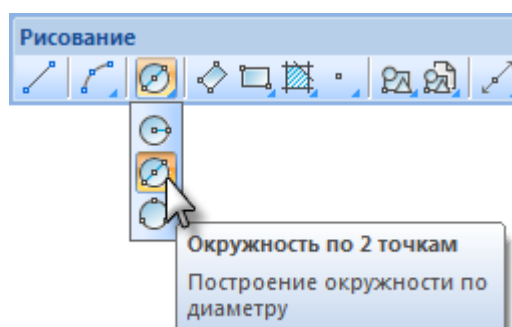 Рисование
Окружность по 2 точкам
Построение окружности по
диаметру